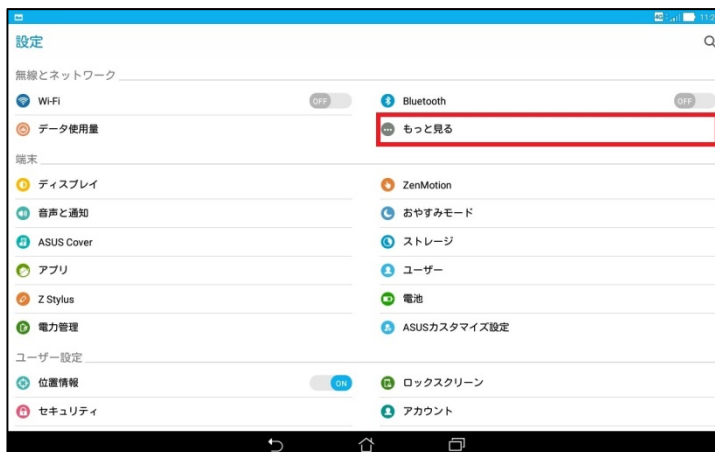 4G 11:2
設定
無線とネットワーク
Wi-Fi OFF Bluetooth OFF
データ使用量 もっと見る
端末
ディスプレイ ZenMotion
音声と通知 おやすみモード
ASUS Cover ストレージ
アプリ ユーザー
Z Stylus 電池
電力管理 ASUSカスタマイズ設定
ユーザー設定
位置情報 ON ロックスクリーン
セキュリティ アカウント